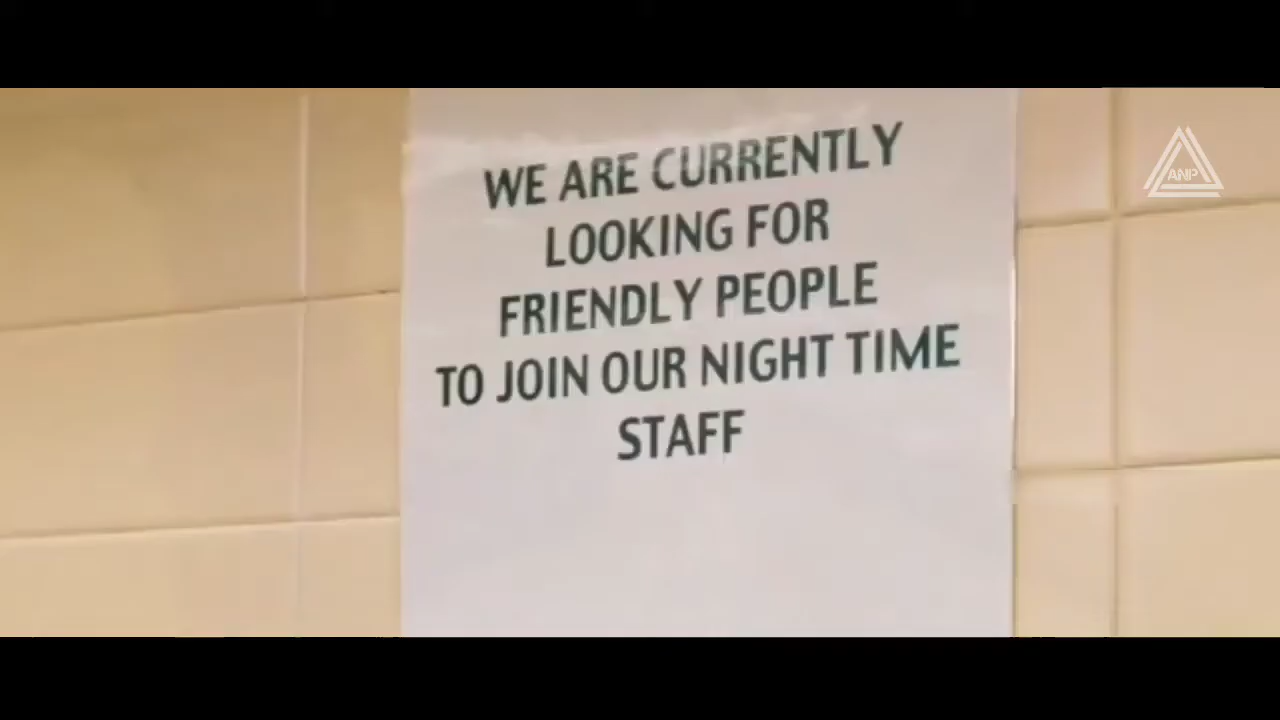 WE ARE CURRENTLY
LOOKING FOR
FRIENDLY PEOPLE
TO JOIN OUR NIGHT TIME
STAFF
ANP